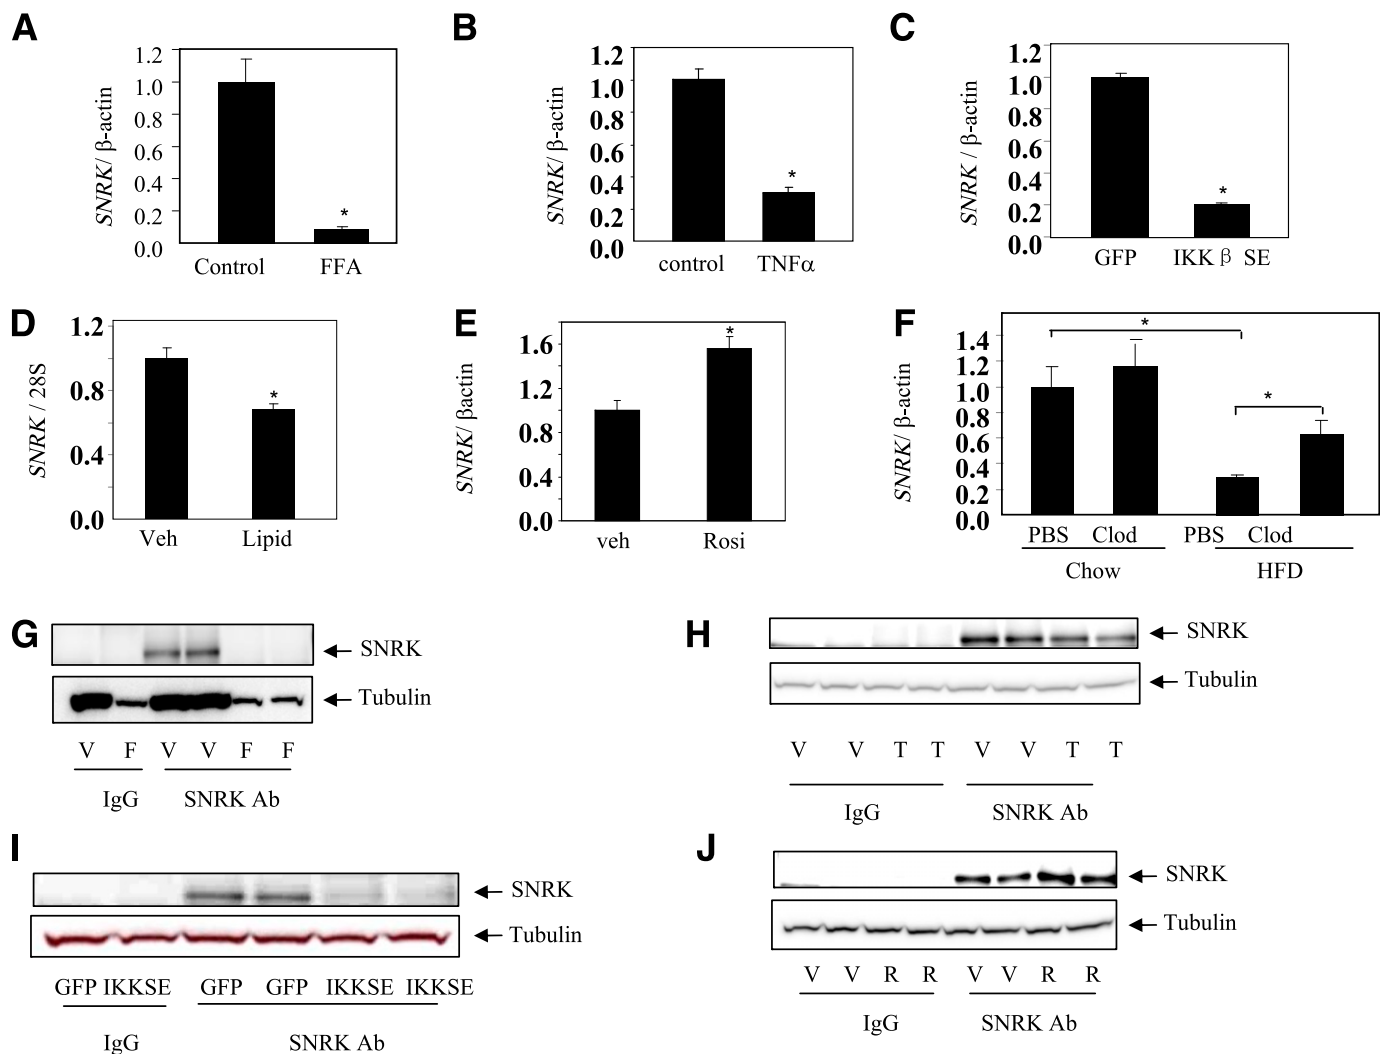 A
SNRK/ β-actin
1.2
1.0
0.8
0.6
0.4
0.2
0.0
*
Control FFA
B
SNRK/ β-actin
1.2
1.0
0.8
0.6
0.4
0.2
0.0
*
control TNFα
C
SNRK / β-actin
1.2
1.0
0.8
0.6
0.4
0.2
0.0
*
GFP IKK β SE
D
SNRK / 28S
1.2
0.8
0.4
0.0
*
Veh Lipid
E
SNRK/ βactin
1.6
1.2
0.8
0.4
0.0
*
veh Rosi
F
SNRK/ β-actin
1.4
1.2
1.0
0.8
0.6
0.4
0.2
0.0
*
*
PBS Clod PBS Clod
Chow HFD
G
SNRK
Tubulin
V F V V F F
IgG SNRK Ab
H
SNRK
Tubulin
V V T T V V T T
IgG SNRK Ab
I
SNRK
Tubulin
GFP IKKSE GFP GFP IKKSE IKKSE
IgG SNRK Ab
J
SNRK
Tubulin
V V R R V V R R
IgG SNRK Ab